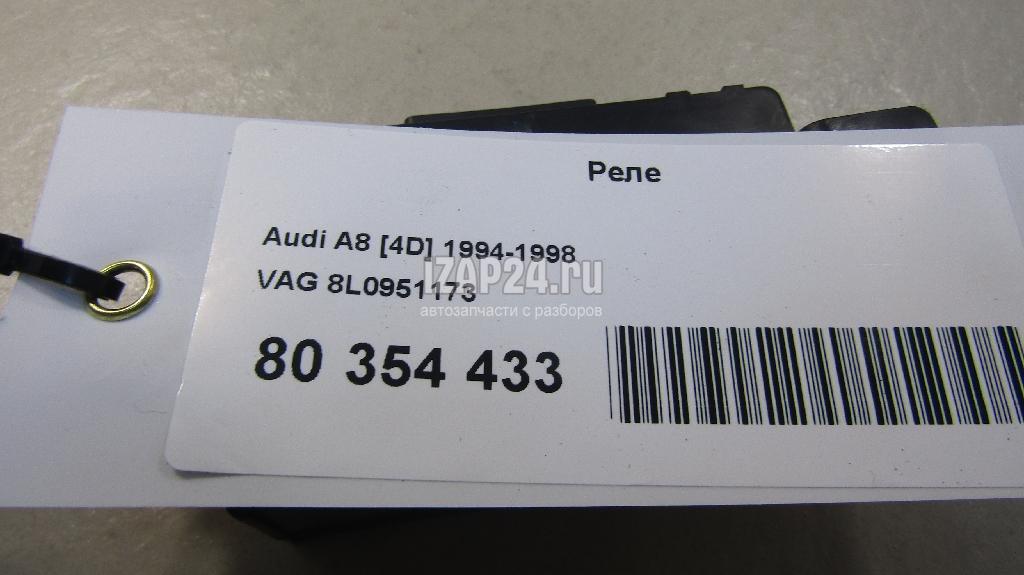 Реле
Audi A8 [4D] 1994-1998
VAG 8L0951173
iZAP24.ru
автозапчасти с разборов
80 354 433